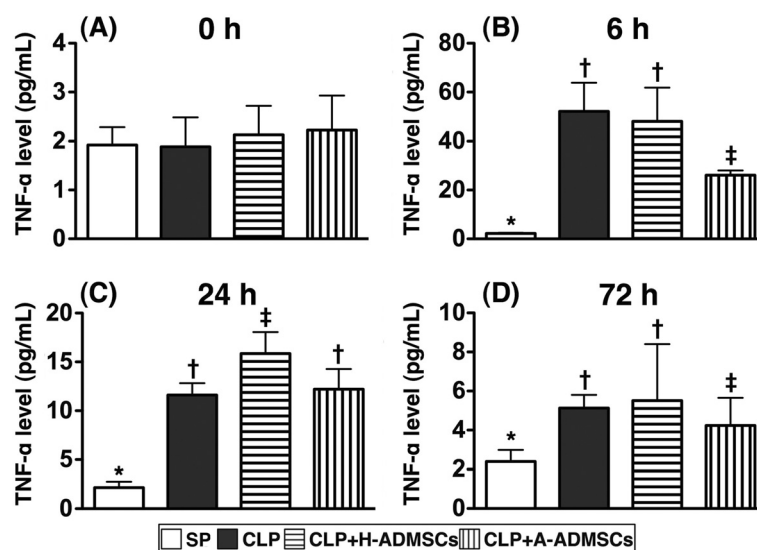 (A) 0 h
TNF-α level (pg/mL)
4
3
2
1
0
(B) 6 h
TNF-α level (pg/mL)
80
60
40
20
0
* † † ‡
(C) 24 h
TNF-α level (pg/mL)
20
15
10
5
0
* † ‡ †
(D) 72 h
TNF-α level (pg/mL)
10
8
6
4
2
0
* † † ‡
SP CLP CLP+H-ADMSCs CLP+A-ADMSCs